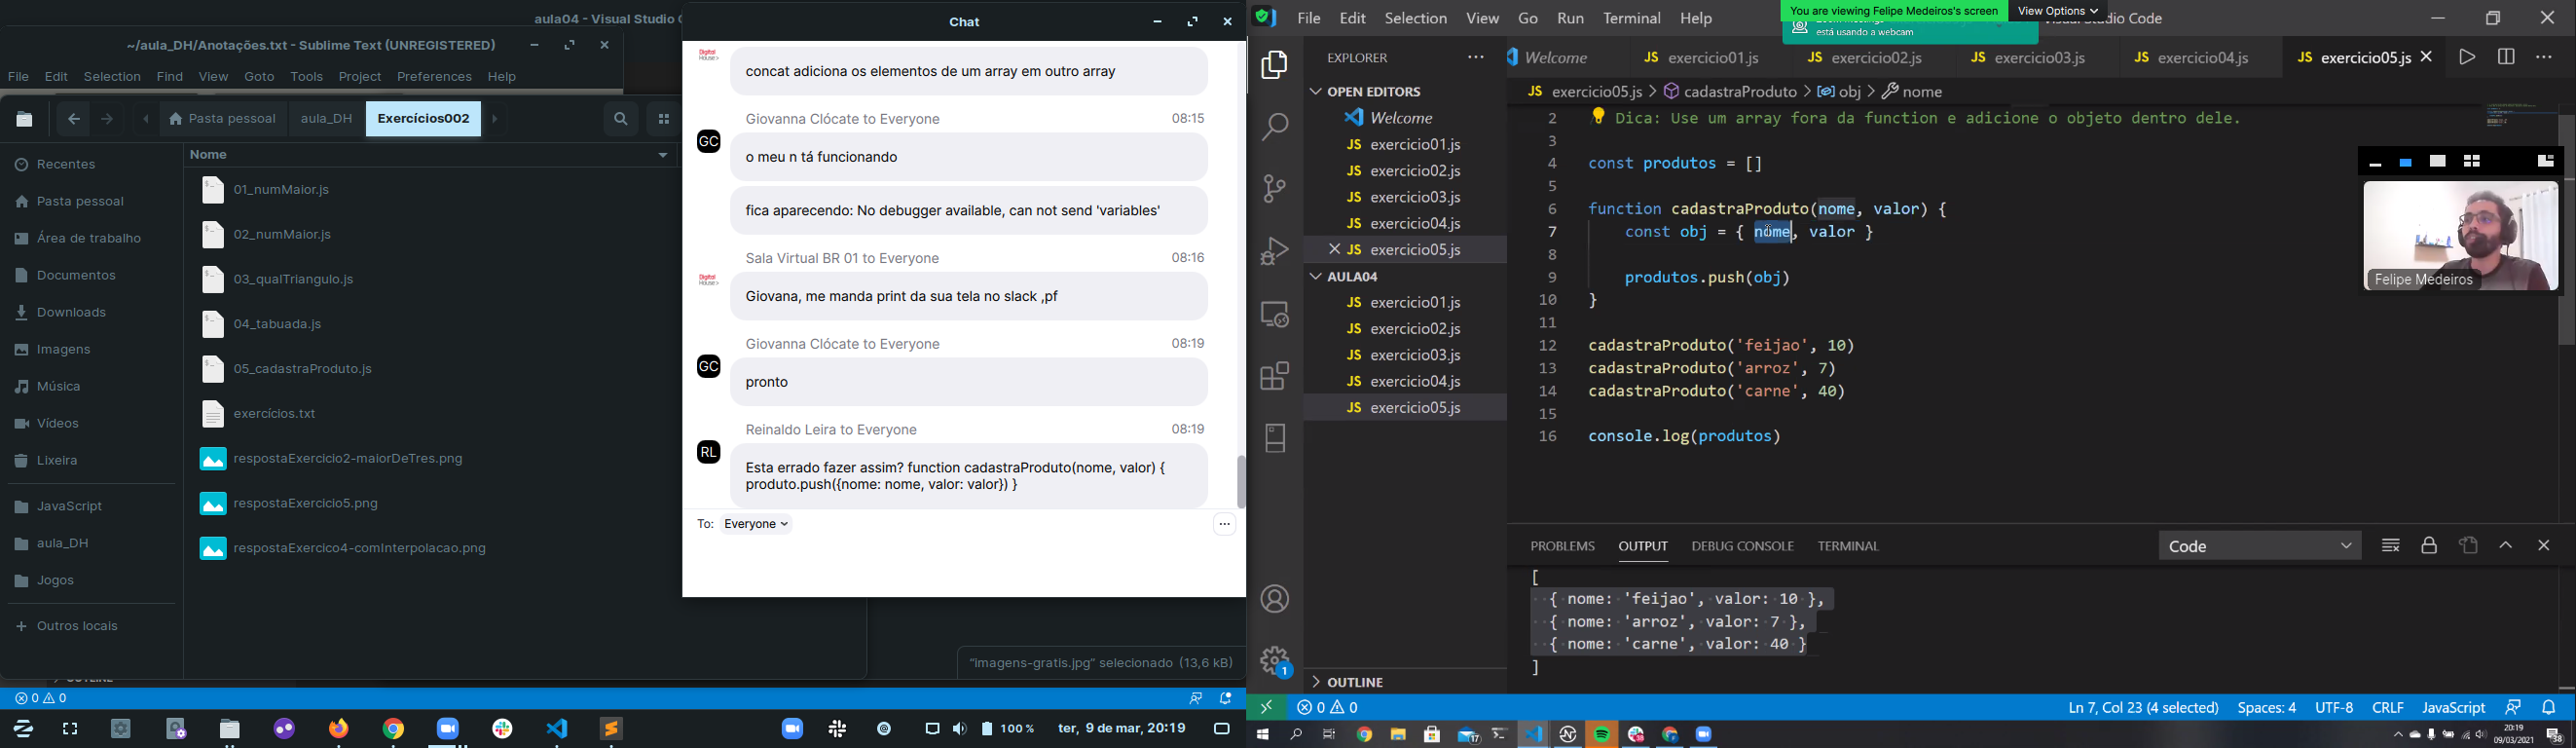 aula04 - Visual Studio C
~/aula_DH/Anotações.txt - Sublime Text (UNREGISTERED)
File Edit Selection Find View Goto Tools Project Preferences Help
Pasta pessoal aula_DH Exercícios002
Recentes
Pasta pessoal
Área de trabalho
Documentos
Downloads
Imagens
Música
Vídeos
Lixeira
JavaScript
aula_DH
Jogos
Outros locais
Nome
01_numMaior.js
02_numMaior.js
03_qualTriangulo.js
04_tabuada.js
05_cadastraProduto.js
exercícios.txt
respostaExercicio2-maiorDeTres.png
respostaExercicio5.png
respostaExercico4-comInterpolacao.png
"imagens-gratis.jpg" selecionado (13,6 kB)
OUTLINE
0 0
100 % ter, 9 de mar, 20:19
Chat
Digital House>
concat adiciona os elementos de um array em outro array
Giovanna Clócate to Everyone 08:15
GC
o meu n tá funcionando
fica aparecendo: No debugger available, can not send 'variables'
Sala Virtual BR 01 to Everyone 08:16
Digital House>
Giovana, me manda print da sua tela no slack ,pf
Giovanna Clócate to Everyone 08:19
GC
pronto
Reinaldo Leira to Everyone 08:19
RL
Esta errado fazer assim? function cadastraProduto(nome, valor) {
produto.push({nome: nome, valor: valor}) }
To: Everyone
File Edit Selection View Go Run Terminal Help
You are viewing Felipe Medeiros's screen View Options
está usando a webcam
Studio Code
EXPLORER
OPEN EDITORS
Welcome
exercicio01.js
exercicio02.js
exercicio03.js
exercicio04.js
exercicio05.js
AULA04
exercicio01.js
exercicio02.js
exercicio03.js
exercicio04.js
exercicio05.js
OUTLINE
Welcome JS exercicio01.js JS exercicio02.js JS exercicio03.js JS exercicio04.js JS exercicio05.js
JS exercicio05.js > cadastraProduto > obj > nome
2 Dica: Use um array fora da function e adicione o objeto dentro dele.
3
4 const produtos = []
5
6 function cadastraProduto(nome, valor) {
7 const obj = { nome, valor }
8
9 produtos.push(obj)
10 }
11
12 cadastraProduto('feijao', 10)
13 cadastraProduto('arroz', 7)
14 cadastraProduto('carne', 40)
15
16 console.log(produtos)
Felipe Medeiros
PROBLEMS OUTPUT DEBUG CONSOLE TERMINAL Code
[
{ nome: 'feijao', valor: 10 },
{ nome: 'arroz', valor: 7 },
{ nome: 'carne', valor: 40 }
]
1
0 0 Ln 7, Col 23 (4 selected) Spaces: 4 UTF-8 CRLF JavaScript
17
20:19
09/03/2021
38